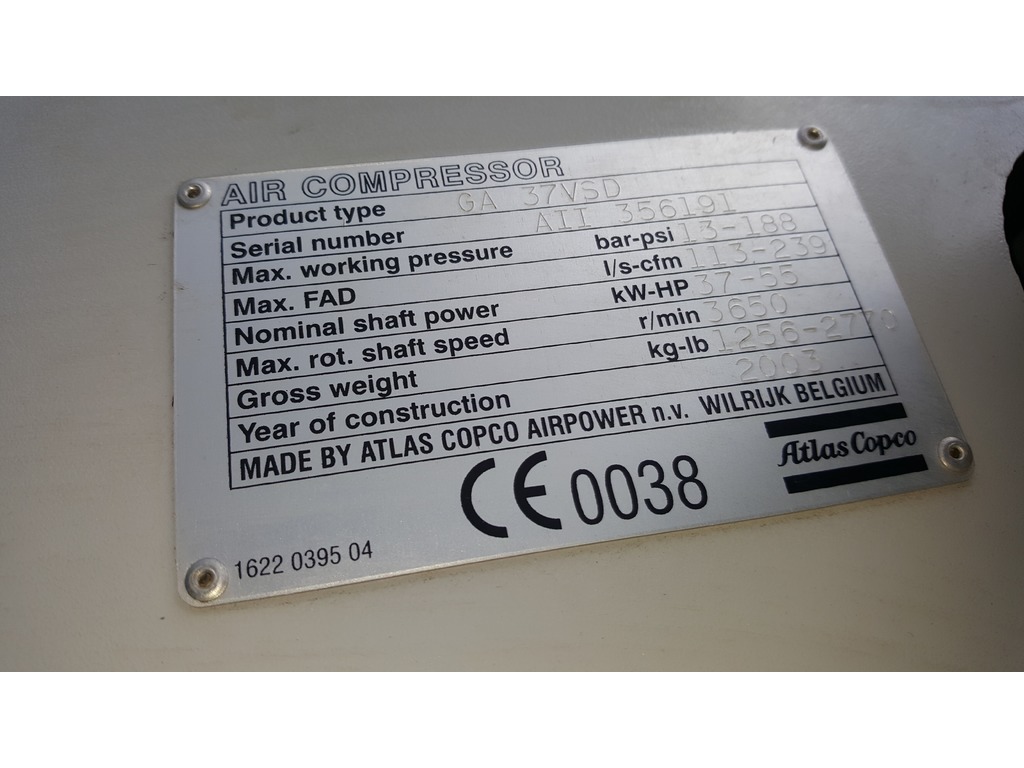 AIR COMPRESSOR
Product type GA 37VSD
Serial number AII 356191
Max. working pressure bar-psi 13-188
Max. FAD l/s-cfm 113-239
Nominal shaft power kW-HP 37-55
Max. rot. shaft speed r/min 3650
Gross weight kg-lb 1256-2770
Year of construction 2003
MADE BY ATLAS COPCO AIRPOWER n.v. WILRIJK BELGIUM
CE 0038
Atlas Copco
1622 0395 04